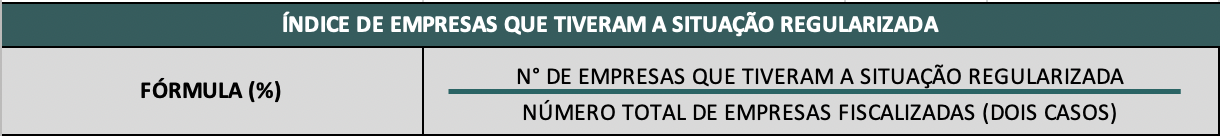 ÍNDICE DE EMPRESAS QUE TIVERAM A SITUAÇÃO REGULARIZADA
FÓRMULA (%)
N° DE EMPRESAS QUE TIVERAM A SITUAÇÃO REGULARIZADA
NÚMERO TOTAL DE EMPRESAS FISCALIZADAS (DOIS CASOS)